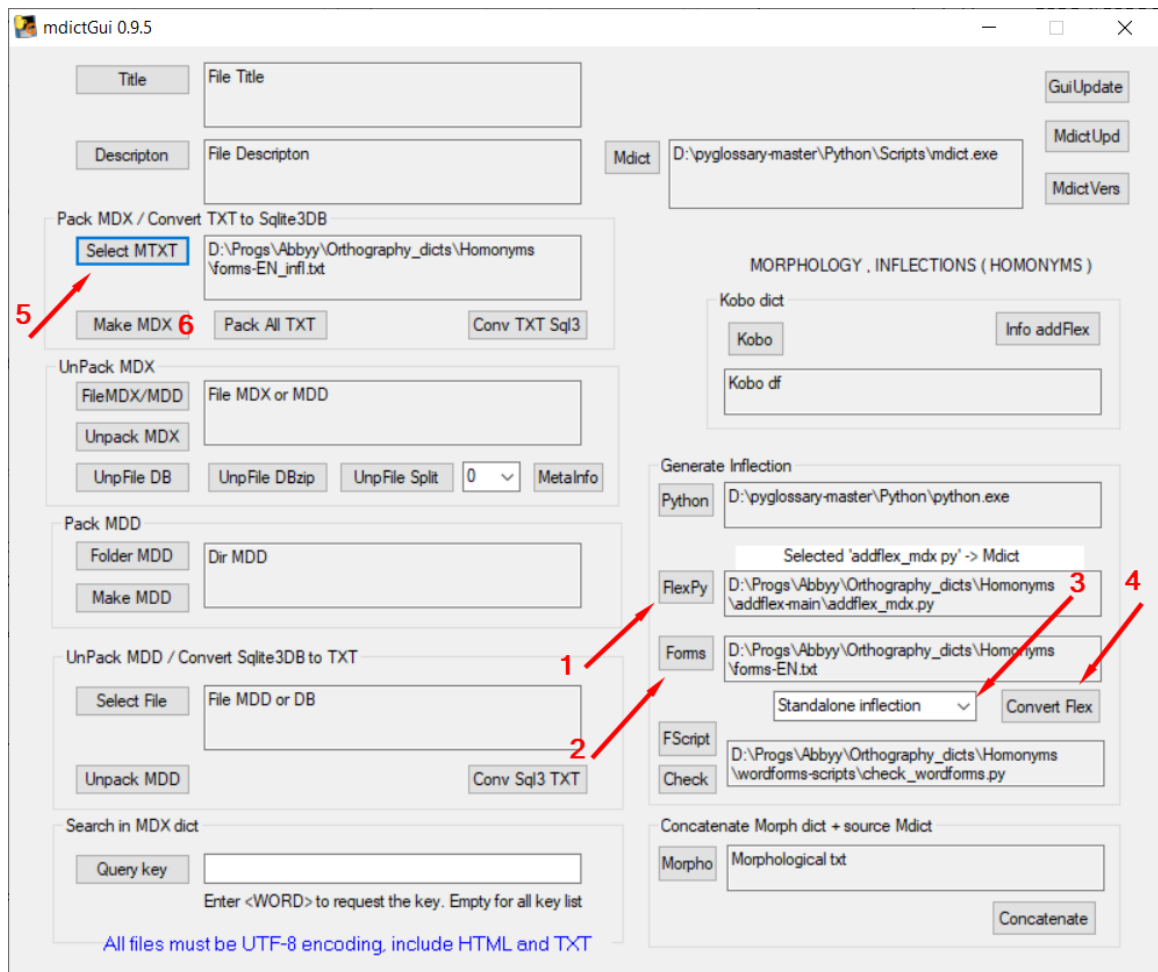 mdictGui 0.9.5
Title
File Title
GuiUpdate
Descripton
File Descripton
Mdict
D:\pyglossary-master\Python\Scripts\mdict.exe
MdictUpd
MdictVers
Pack MDX / Convert TXT to Sqlite3DB
Select MTXT
D:\Progs\Abbyy\Orthography_dicts\Homonyms
\forms-EN_infl.txt
5
Make MDX
6
Pack All TXT
Conv TXT Sql3
MORPHOLOGY , INFLECTIONS ( HOMONYMS )
Kobo dict
Kobo
Info addFlex
Kobo df
UnPack MDX
FileMDX/MDD
File MDX or MDD
Unpack MDX
UnpFile DB
UnpFile DBzip
UnpFile Split
0
MetaInfo
Generate Inflection
Python
D:\pyglossary-master\Python\python.exe
Selected 'addflex_mdx py' -> Mdict
FlexPy
D:\Progs\Abbyy\Orthography_dicts\Homonyms
\addflex-main\addflex_mdx.py
3
4
1
Forms
D:\Progs\Abbyy\Orthography_dicts\Homonyms
\forms-EN.txt
Standalone inflection
Convert Flex
2
FScript
Check
D:\Progs\Abbyy\Orthography_dicts\Homonyms
\wordforms-scripts\check_wordforms.py
Pack MDD
Folder MDD
Dir MDD
Make MDD
UnPack MDD / Convert Sqlite3DB to TXT
Select File
File MDD or DB
Unpack MDD
Conv Sql3 TXT
Search in MDX dict
Query key
Enter <WORD> to request the key. Empty for all key list
All files must be UTF-8 encoding, include HTML and TXT
Concatenate Morph dict + source Mdict
Morpho
Morphological txt
Concatenate